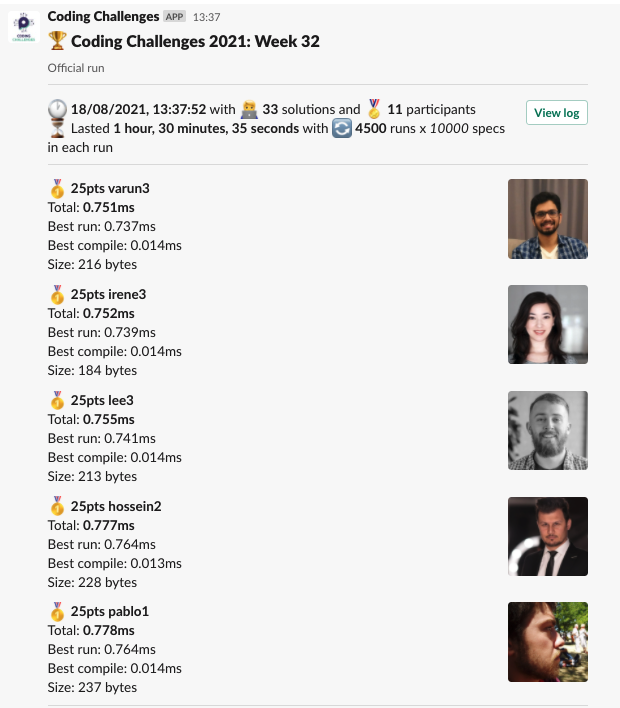 Coding Challenges APP 13:37
Coding Challenges 2021: Week 32
Official run
18/08/2021, 13:37:52 with 33 solutions and 11 participants
Lasted 1 hour, 30 minutes, 35 seconds with 4500 runs x 10000 specs
in each run
View log
25pts varun3
Total: 0.751ms
Best run: 0.737ms
Best compile: 0.014ms
Size: 216 bytes
25pts irene3
Total: 0.752ms
Best run: 0.739ms
Best compile: 0.014ms
Size: 184 bytes
25pts lee3
Total: 0.755ms
Best run: 0.741ms
Best compile: 0.014ms
Size: 213 bytes
25pts hossein2
Total: 0.777ms
Best run: 0.764ms
Best compile: 0.013ms
Size: 228 bytes
25pts pablo1
Total: 0.778ms
Best run: 0.764ms
Best compile: 0.014ms
Size: 237 bytes